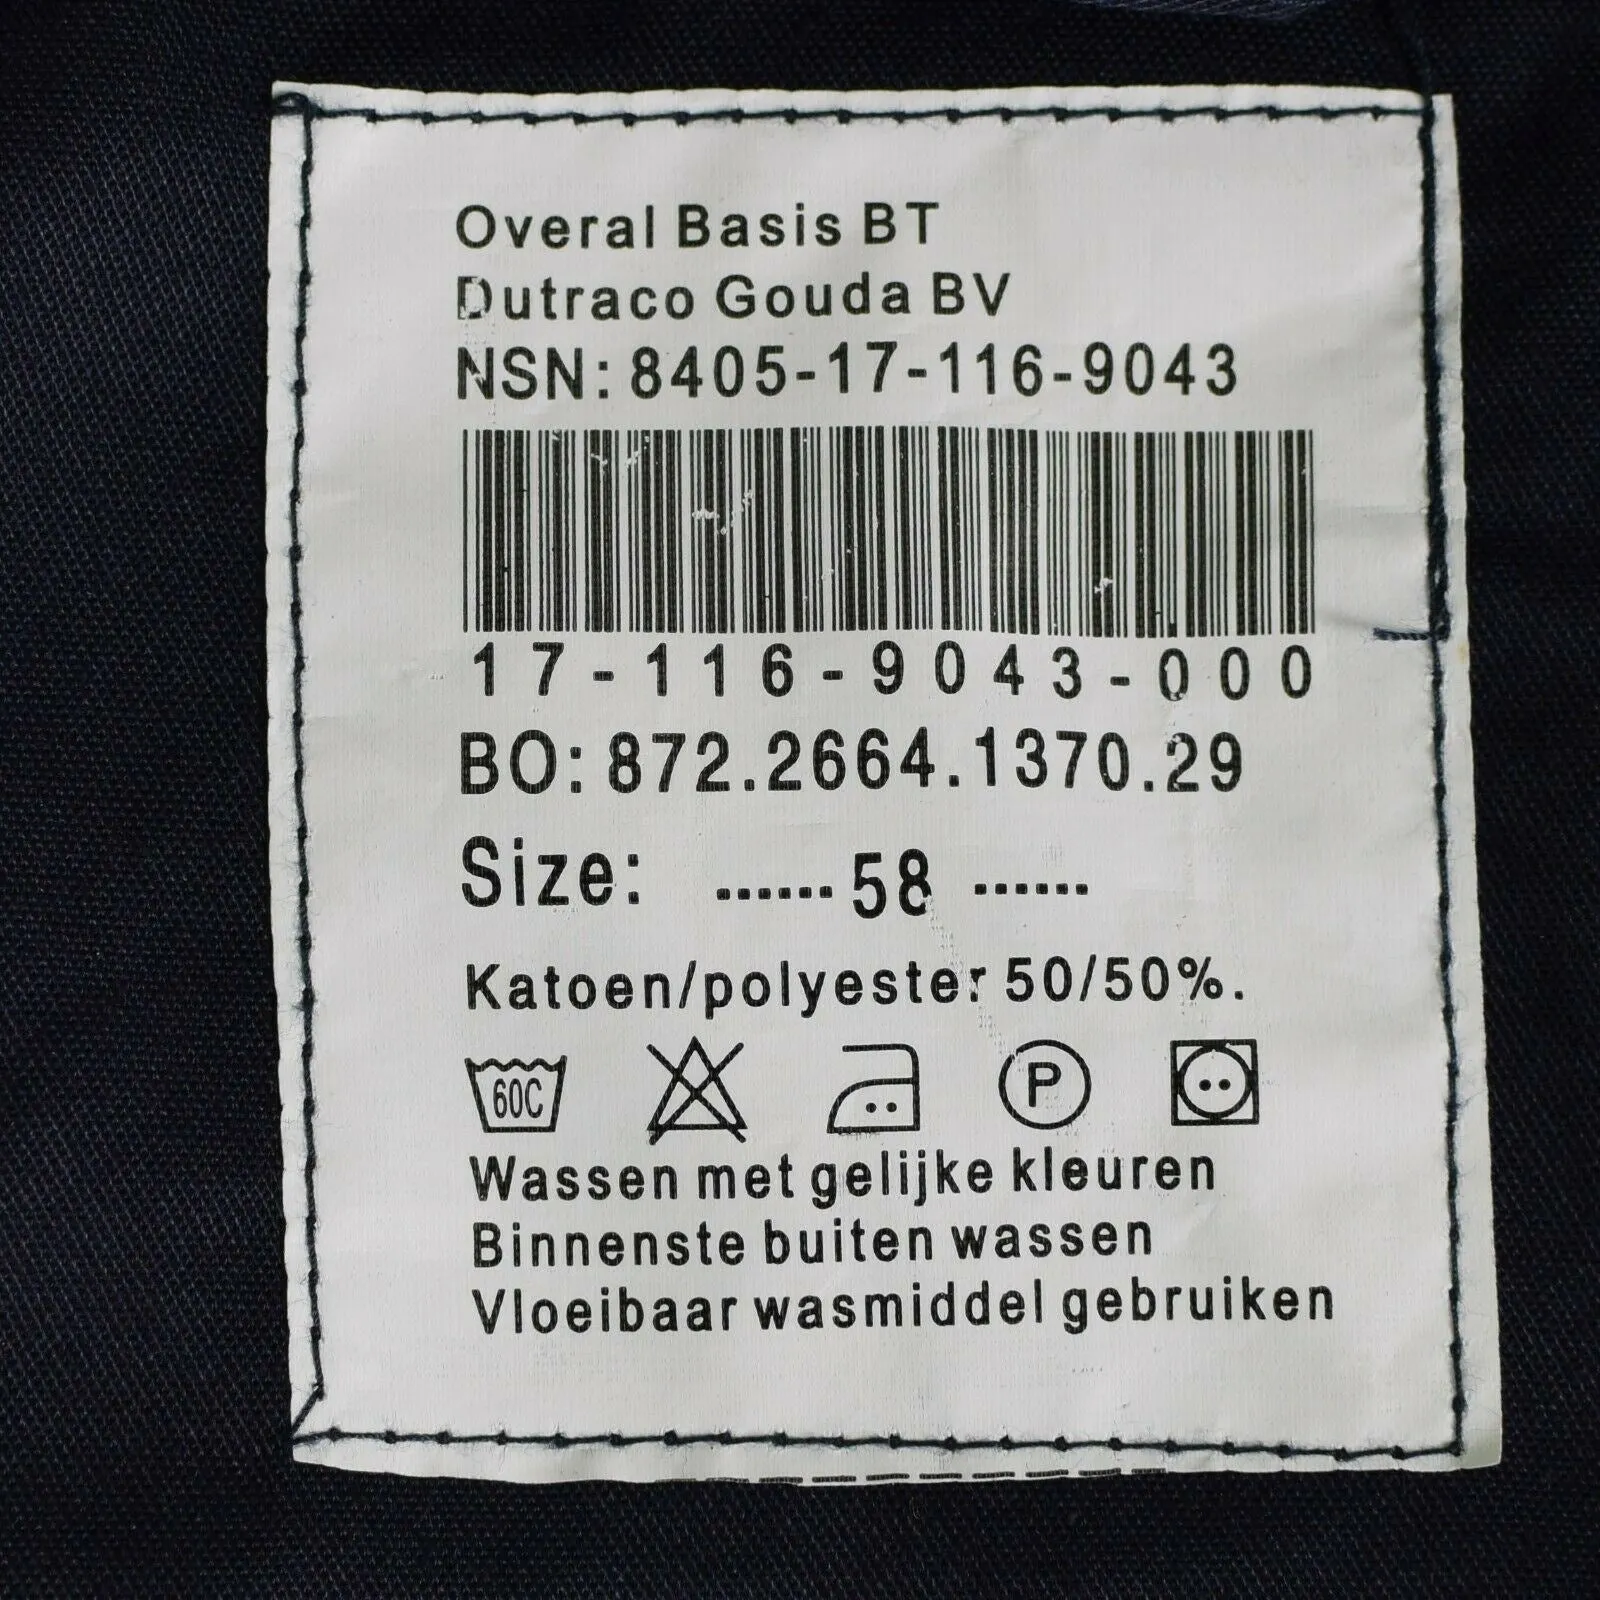 Overal Basis BT
Dutraco Gouda BV
NSN: 8405-17-116-9043
17-116-9043-000
BO: 872.2664.1370.29
Size: ......58 ......
Katoen/polyester 50/50%.
60C P
Wassen met gelijke kleuren
Binnenste buiten wassen
Vloeibaar wasmiddel gebruiken